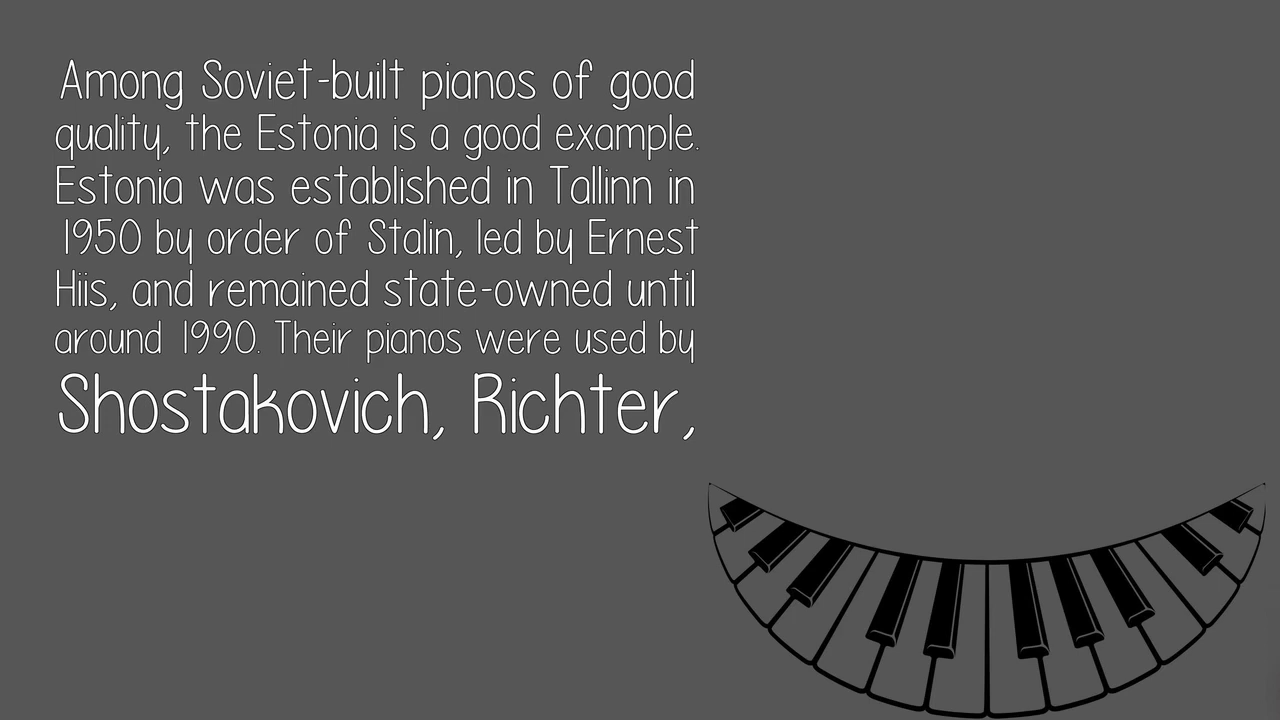 Among Soviet-built pianos of good
quality, the Estonia is a good example.
Estonia was established in Tallinn in
1950 by order of Stalin, led by Ernest
Hiis, and remained state-owned until
around 1990. Their pianos were used by
Shostakovich, Richter,